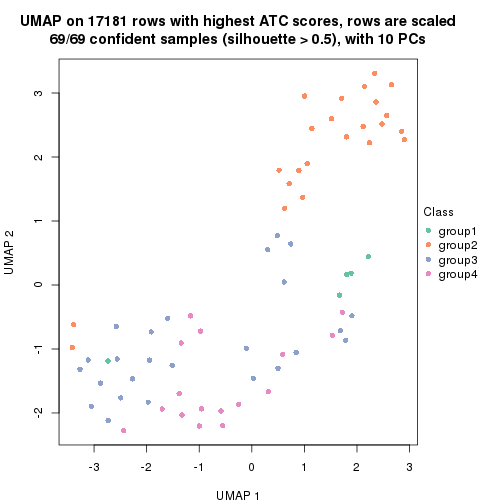 UMAP on 17181 rows with highest ATC scores, rows are scaled
69/69 confident samples (silhouette > 0.5), with 10 PCs
3
2
1
0
-1
-2
UMAP 2
-3 -2 -1 0 1 2 3
UMAP 1
Class
group1
group2
group3
group4